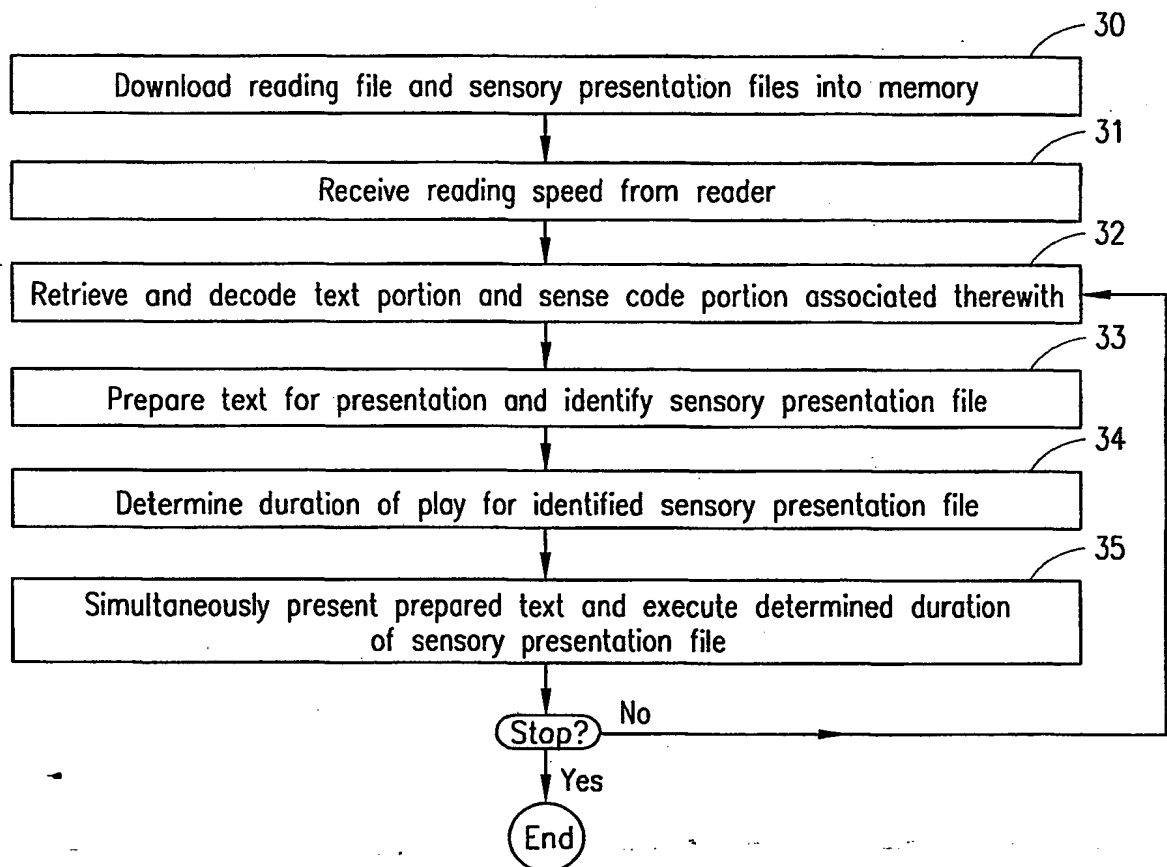 30
Download reading file and sensory presentation files into memory
31
Receive reading speed from reader
32
Retrieve and decode text portion and sense code portion associated therewith
33
Prepare text for presentation and identify sensory presentation file
34
Determine duration of play for identified sensory presentation file
35
Simultaneously present prepared text and execute determined duration
of sensory presentation file
Stop?
No
Yes
End